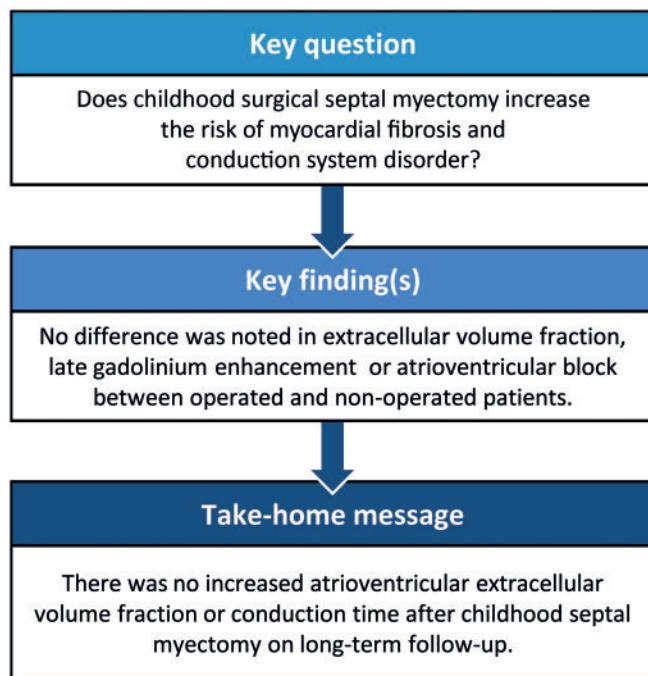 Key question
Does childhood surgical septal myectomy increase
the risk of myocardial fibrosis and
conduction system disorder?
Key finding(s)
No difference was noted in extracellular volume fraction,
late gadolinium enhancement or atrioventricular block
between operated and non-operated patients.
Take-home message
There was no increased atrioventricular extracellular
volume fraction or conduction time after childhood septal
myectomy on long-term follow-up.